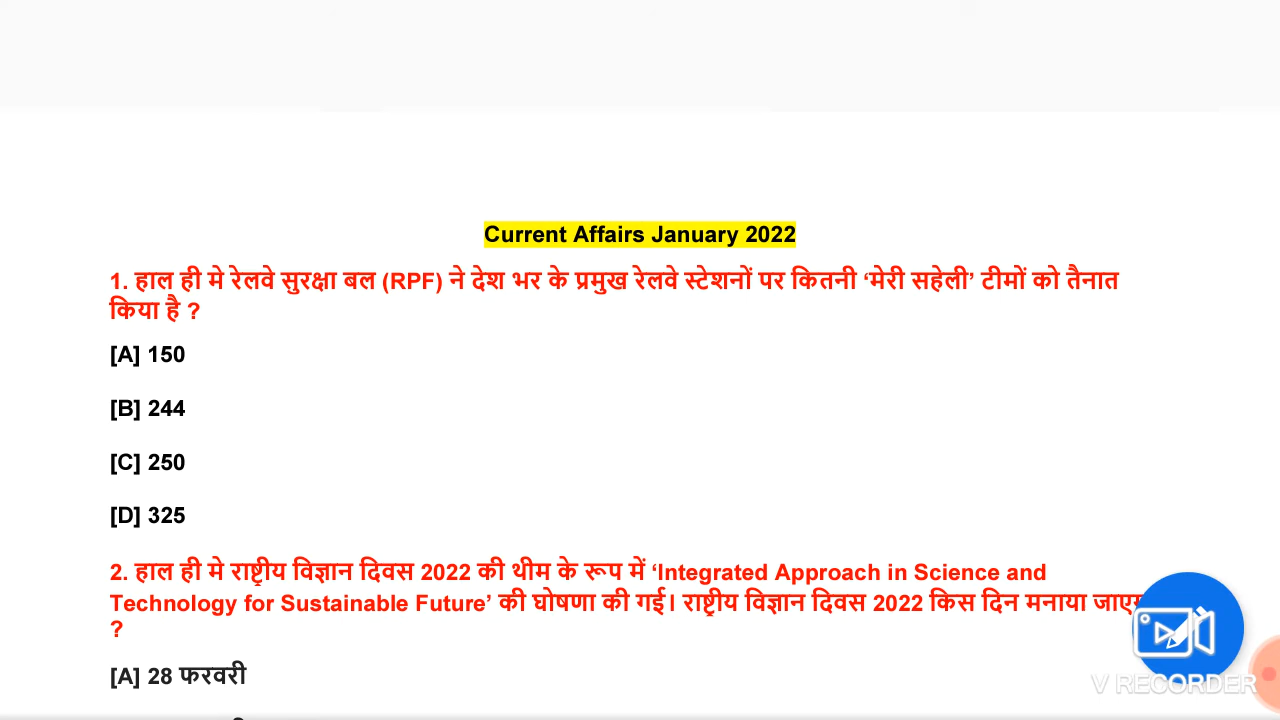 Current Affairs January 2022
1. हाल ही मे रेलवे सुरक्षा बल (RPF) ने देश भर के प्रमुख रेलवे स्टेशनों पर कितनी ‘मेरी सहेली’ टीमों को तैनात
किया है ?
[A] 150
[B] 244
[C] 250
[D] 325
2. हाल ही मे राष्ट्रीय विज्ञान दिवस 2022 की थीम के रूप में ‘Integrated Approach in Science and
Technology for Sustainable Future’ की घोषणा की गई। राष्ट्रीय विज्ञान दिवस 2022 किस दिन मनाया
?
[A] 28 फरवरी
V RECORDER